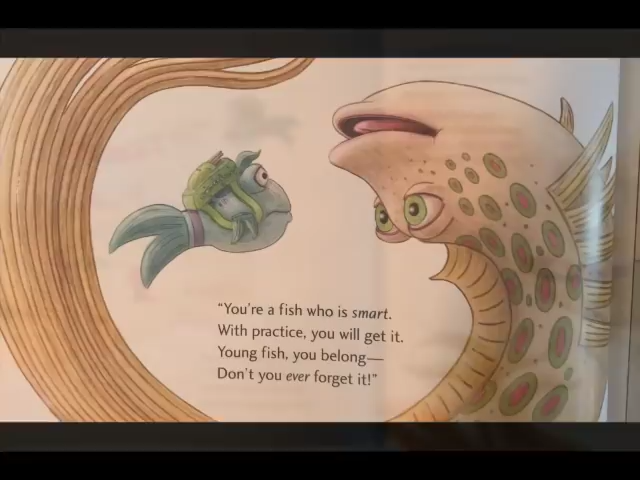 "You're a fish who is smart.
With practice, you will get it.
Young fish, you belong—
Don't you ever forget it!"